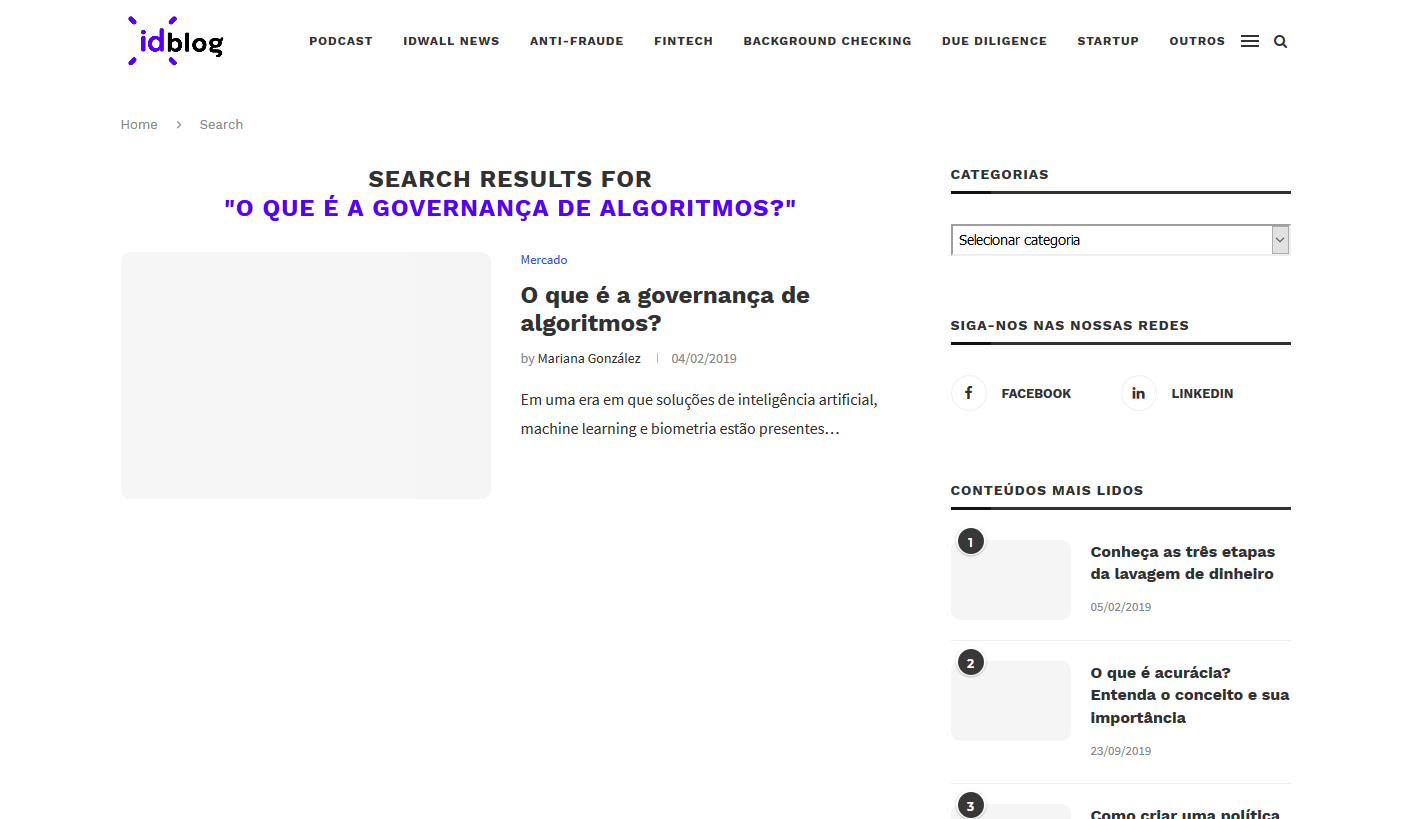 idblog
PODCAST
IDWALL NEWS
ANTI-FRAUDE
FINTECH
BACKGROUND CHECKING
DUE DILIGENCE
STARTUP
OUTROS
Home
Search
SEARCH RESULTS FOR
"O QUE É A GOVERNANÇA DE ALGORITMOS?"
Mercado
O que é a governança de
algoritmos?
by Mariana González
04/02/2019
Em uma era em que soluções de inteligência artificial,
machine learning e biometria estão presentes…
CATEGORIAS
Selecionar categoria
SIGA-NOS NAS NOSSAS REDES
FACEBOOK
LINKEDIN
CONTEÚDOS MAIS LIDOS
1
Conheça as três etapas
da lavagem de dinheiro
05/02/2019
2
O que é acurácia?
Entenda o conceito e sua
importância
23/09/2019
3
Como criar uma política